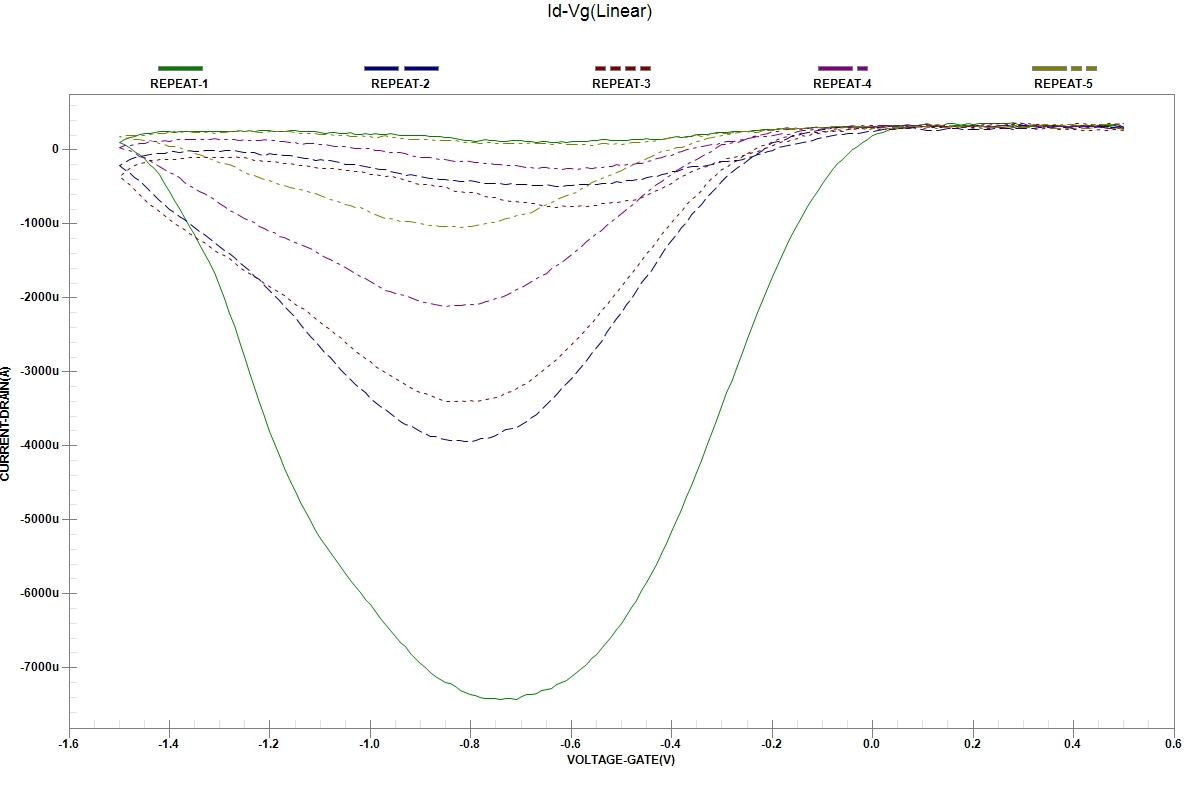 Id-Vg(Linear)
REPEAT-1 REPEAT-2 REPEAT-3 REPEAT-4 REPEAT-5
0
-1000u
-2000u
-3000u
-4000u
-5000u
-6000u
-7000u
CURRENT-DRAIN(A)
-1.6 -1.4 -1.2 -1.0 -0.8 -0.6 -0.4 -0.2 0.0 0.2 0.4 0.6
VOLTAGE-GATE(V)